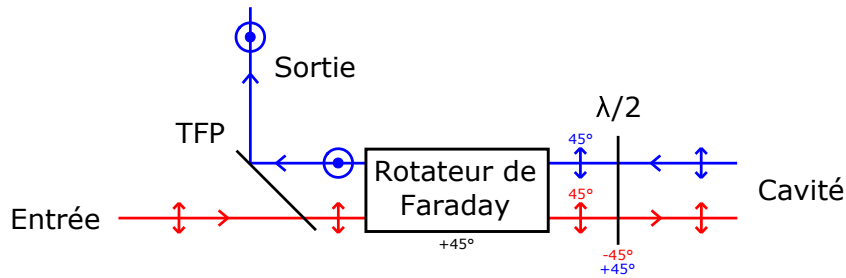 Sortie
λ/2
TFP
45°
Rotateur de
Faraday
45°
Entrée
Cavité
+45°
-45°
+45°